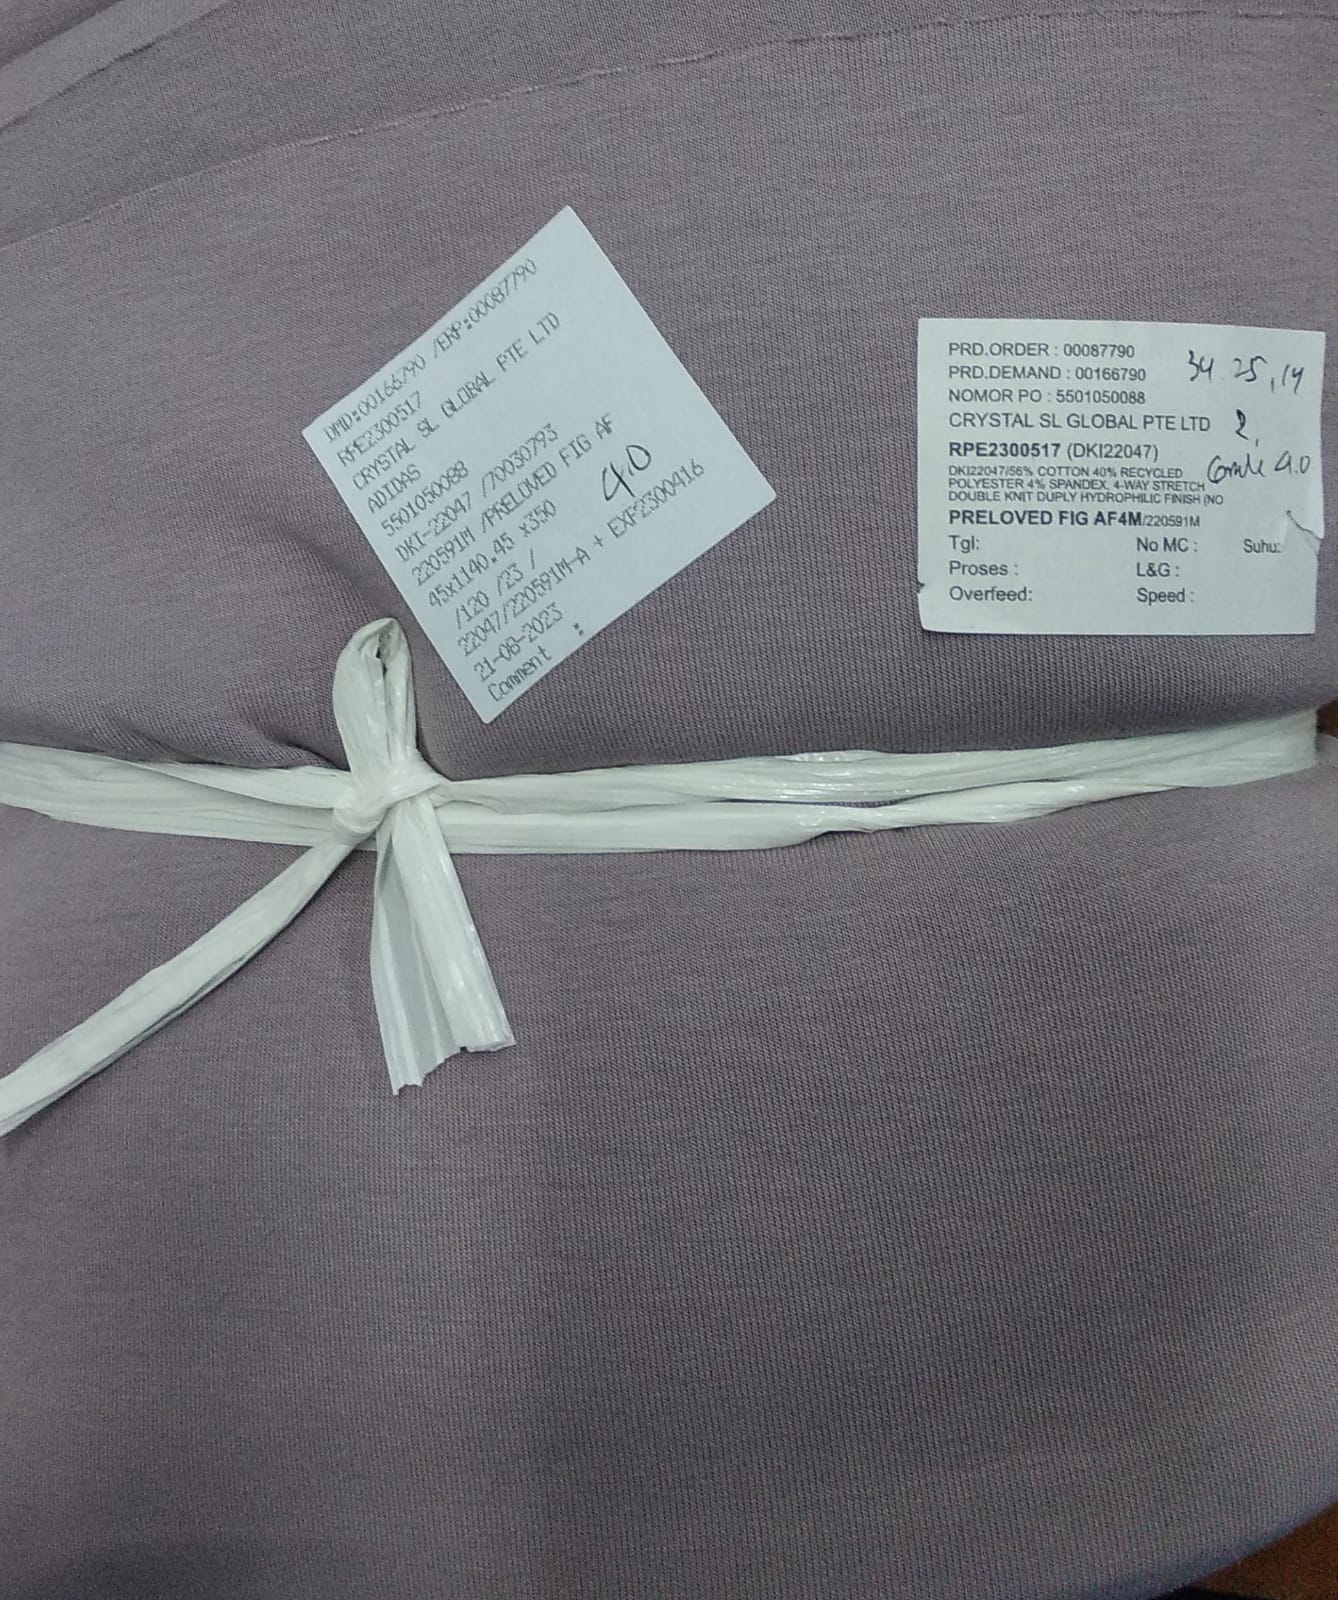 DMD:00166790 /ERP:00087790
RPE2300517
CRYSTAL SL GLOBAL PTE LTD
ADIDAS
5501050088
DKI-22047 /70030793
220591M /PRELOVED FIG AF
45x1140.45 x350
4.0
/120 /23 /
22047/220591M-A + EXP2300416
21-08-2023
Comment :
PRD.ORDER : 00087790
PRD.DEMAND : 00166790
34. 25, 14
NOMOR PO : 5501050088
CRYSTAL SL GLOBAL PTE LTD
2,
RPE2300517 (DKI22047)
DKI22047/56% COTTON 40% RECYCLED
4.0
POLYESTER 4% SPANDEX, 4-WAY STRETCH
DOUBLE KNIT DUPLY HYDROPHILIC FINISH (NO
PRELOVED FIG AF4M/220591M
Tgl: No MC : Suhu:
Proses : L&G :
Overfeed: Speed :